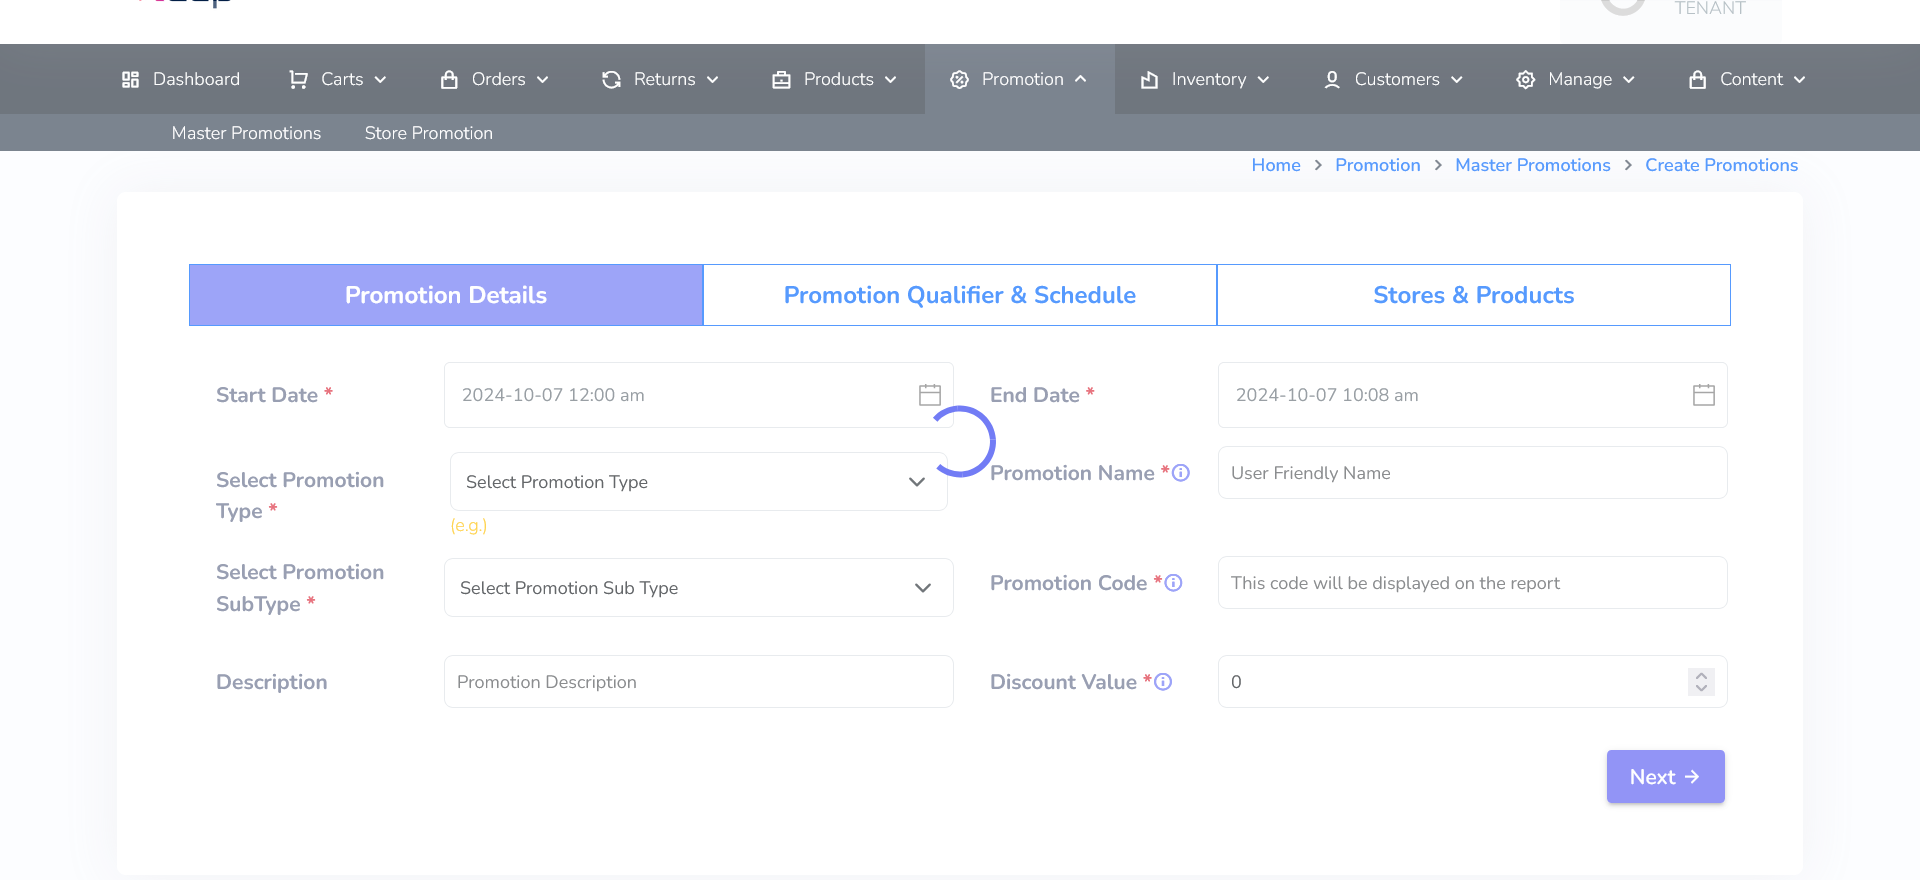 TENANT
Dashboard Carts Orders Returns Products Promotion Inventory Customers Manage Content
Master Promotions Store Promotion
Home > Promotion > Master Promotions > Create Promotions
Promotion Details Promotion Qualifier & Schedule Stores & Products
Start Date * 2024-10-07 12:00 am End Date * 2024-10-07 10:08 am
Select Promotion
Type * Select Promotion Type Promotion Name * User Friendly Name
(e.g.)
Select Promotion
SubType * Select Promotion Sub Type Promotion Code * This code will be displayed on the report
Description Promotion Description Discount Value * 0
Next →